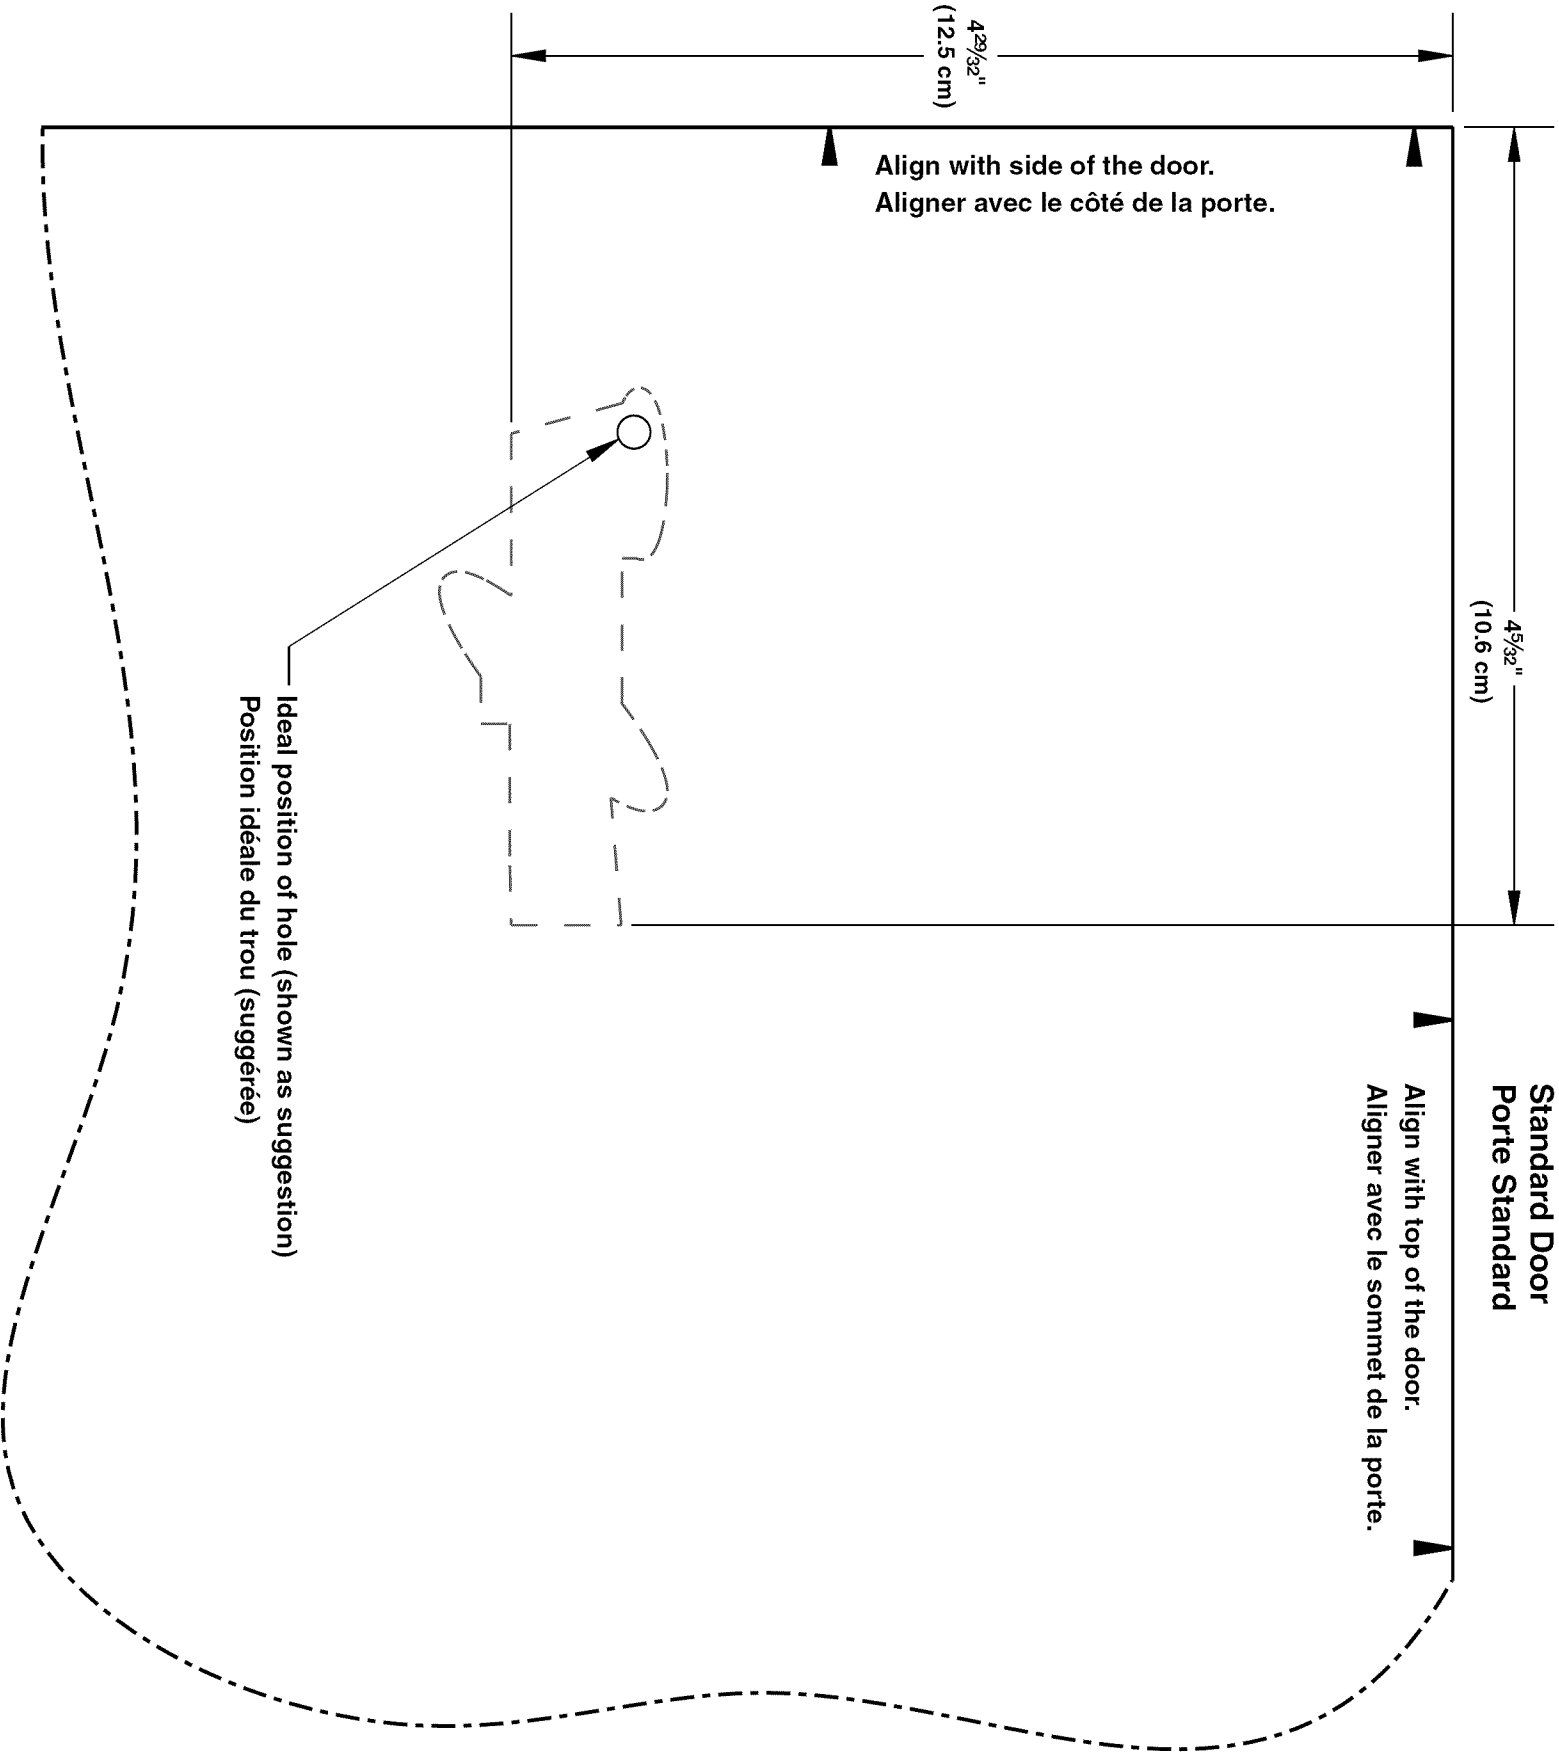 4 29/32"
(12.5 cm)
Align with side of the door.
Aligner avec le côté de la porte.
4 5/32"
(10.6 cm)
Standard Door
Porte Standard
Align with top of the door.
Aligner avec le sommet de la porte.
Ideal position of hole (shown as suggestion)
Position idéale du trou (suggérée)